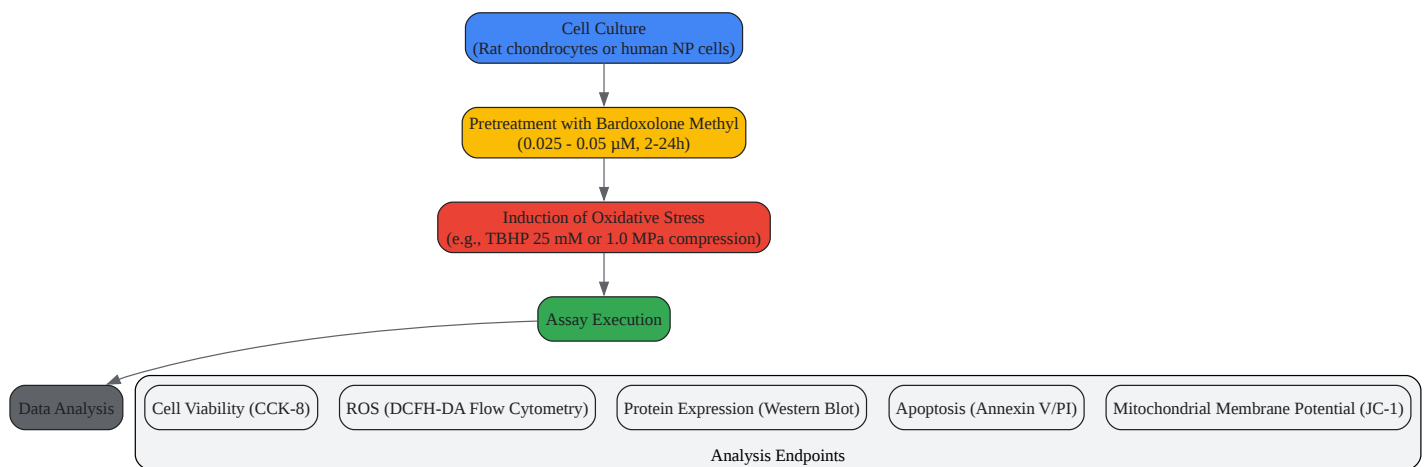 Cell Culture
(Rat chondrocytes or human NP cells)
Pretreatment with Bardoxolone Methyl
(0.025 - 0.05 µM, 2-24h)
Induction of Oxidative Stress
(e.g., TBHP 25 mM or 1.0 MPa compression)
Assay Execution
Data Analysis
Cell Viability (CCK-8)
ROS (DCFH-DA Flow Cytometry)
Protein Expression (Western Blot)
Apoptosis (Annexin V/PI)
Mitochondrial Membrane Potential (JC-1)
Analysis Endpoints